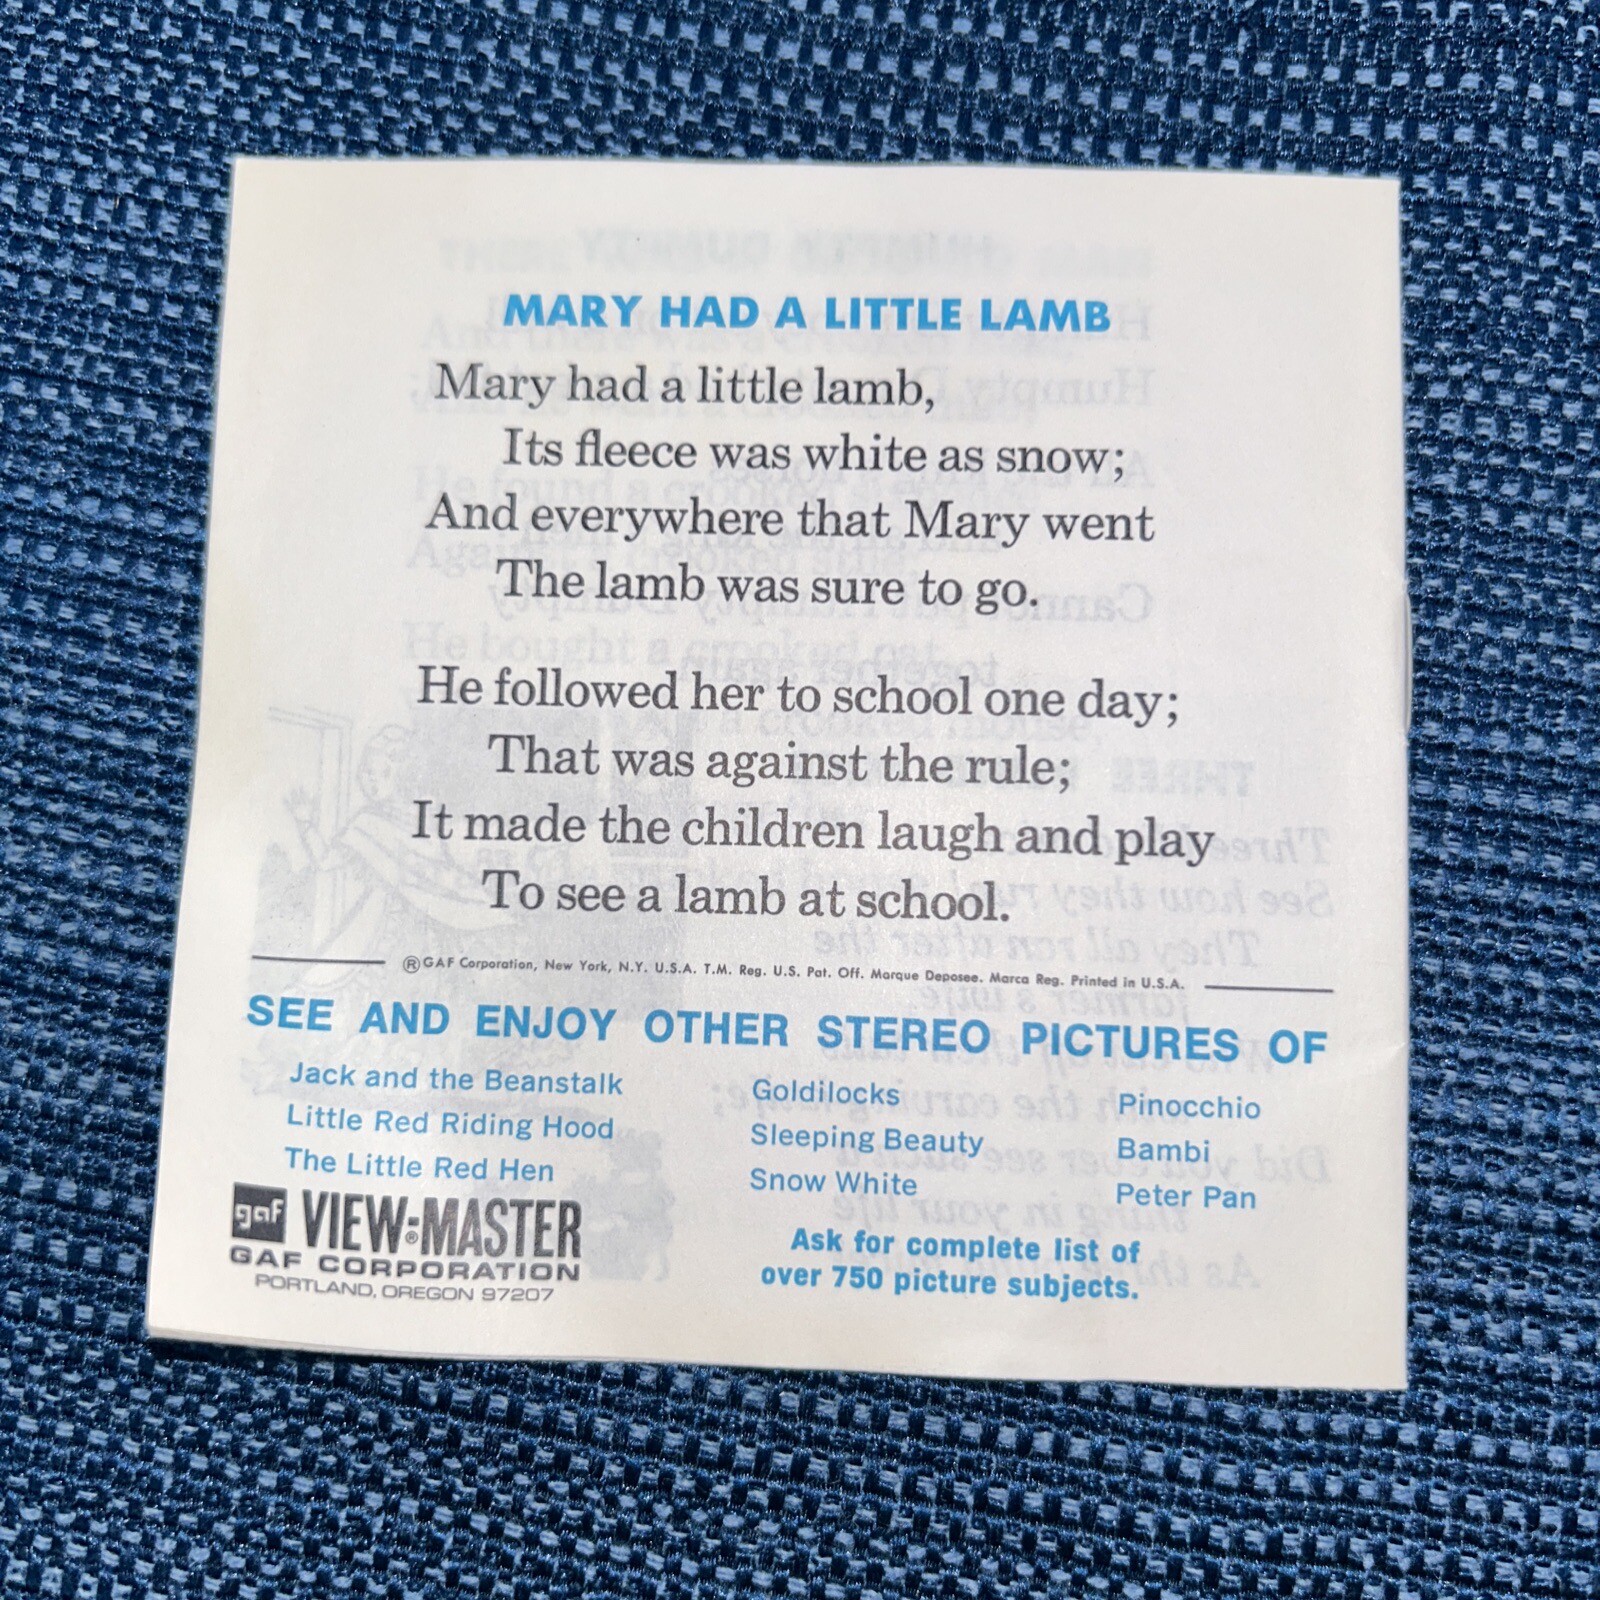 MARY HAD A LITTLE LAMB
Mary had a little lamb,
Its fleece was white as snow;
And everywhere that Mary went
The lamb was sure to go.
He followed her to school one day;
That was against the rule;
It made the children laugh and play
To see a lamb at school.
®GAF Corporation, New York, N.Y. U.S.A. T.M. Reg. U.S. Pat. Off. Marque Deposee. Marca Reg. Printed in U.S.A.
SEE AND ENJOY OTHER STEREO PICTURES OF
Jack and the Beanstalk
Little Red Riding Hood
The Little Red Hen
Goldilocks
Sleeping Beauty
Snow White
Pinocchio
Bambi
Peter Pan
Ask for complete list of
over 750 picture subjects.
gaf VIEW-MASTER®
GAF CORPORATION
PORTLAND, OREGON 97207